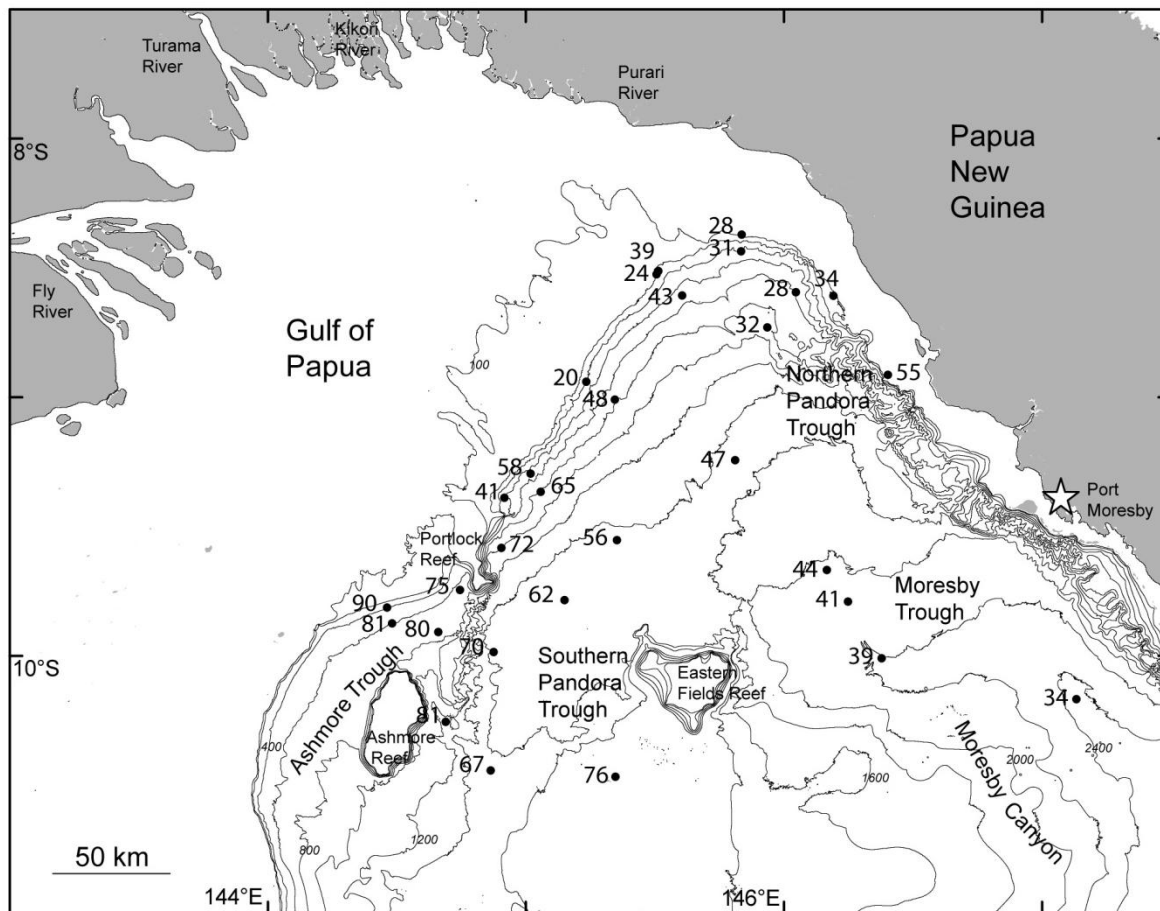 Turama
River
Kikori
River
Purari
River
8°S
Papua
New
Guinea
Fly
River
Gulf of
Papua
28
31
39
24
43
28
34
32
100
20
48
Northern
Pandora
Trough
55
58
47
41
65
Port
Moresby
Portlock
Reef
72
56
75
44
Moresby
Trough
90
62
41
81
80
70
39
10°S
Southern
Pandora
Trough
Eastern
Fields Reef
Ashmore Trough
34
81
Ashmore
Reef
400
67
76
Moresby Canyon
2000
2400
1600
1200
800
50 km
144°E
146°E